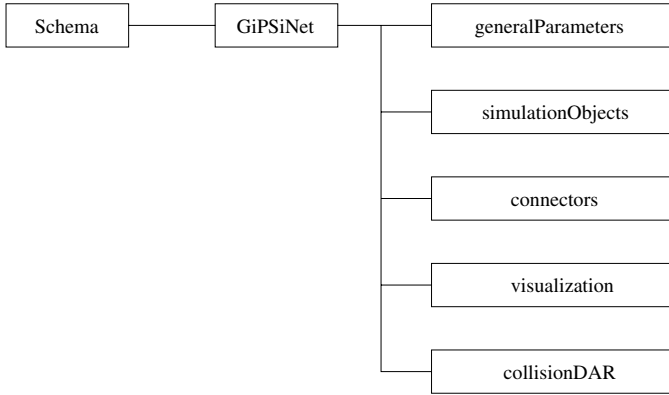 Schema
GiPSiNet
generalParameters
simulationObjects
connectors
visualization
collisionDAR